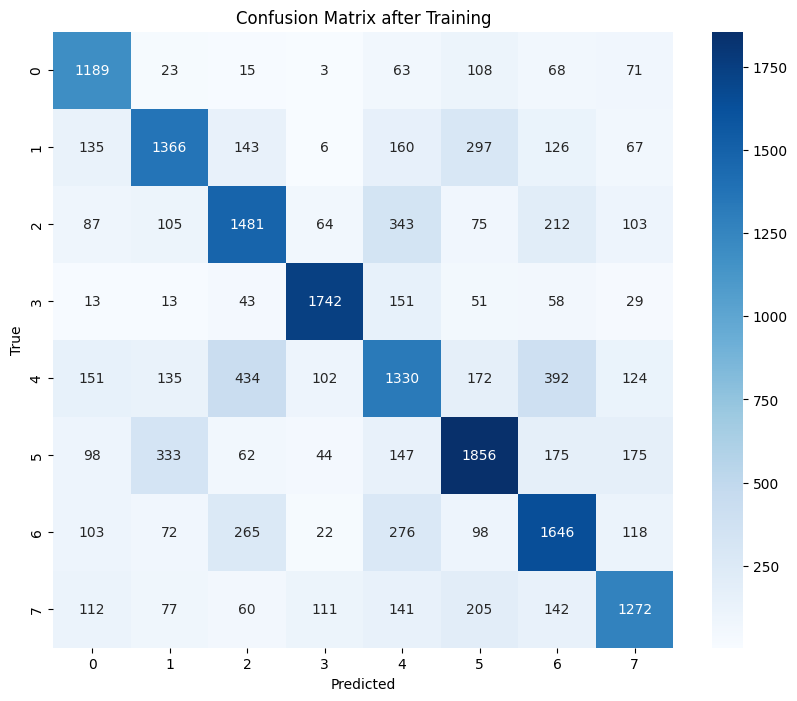 Confusion Matrix after Training
True
0 1189 23 15 3 63 108 68 71
1 135 1366 143 6 160 297 126 67
2 87 105 1481 64 343 75 212 103
3 13 13 43 1742 151 51 58 29
4 151 135 434 102 1330 172 392 124
5 98 333 62 44 147 1856 175 175
6 103 72 265 22 276 98 1646 118
7 112 77 60 111 141 205 142 1272
0 1 2 3 4 5 6 7
Predicted
1750
1500
1250
1000
750
500
250